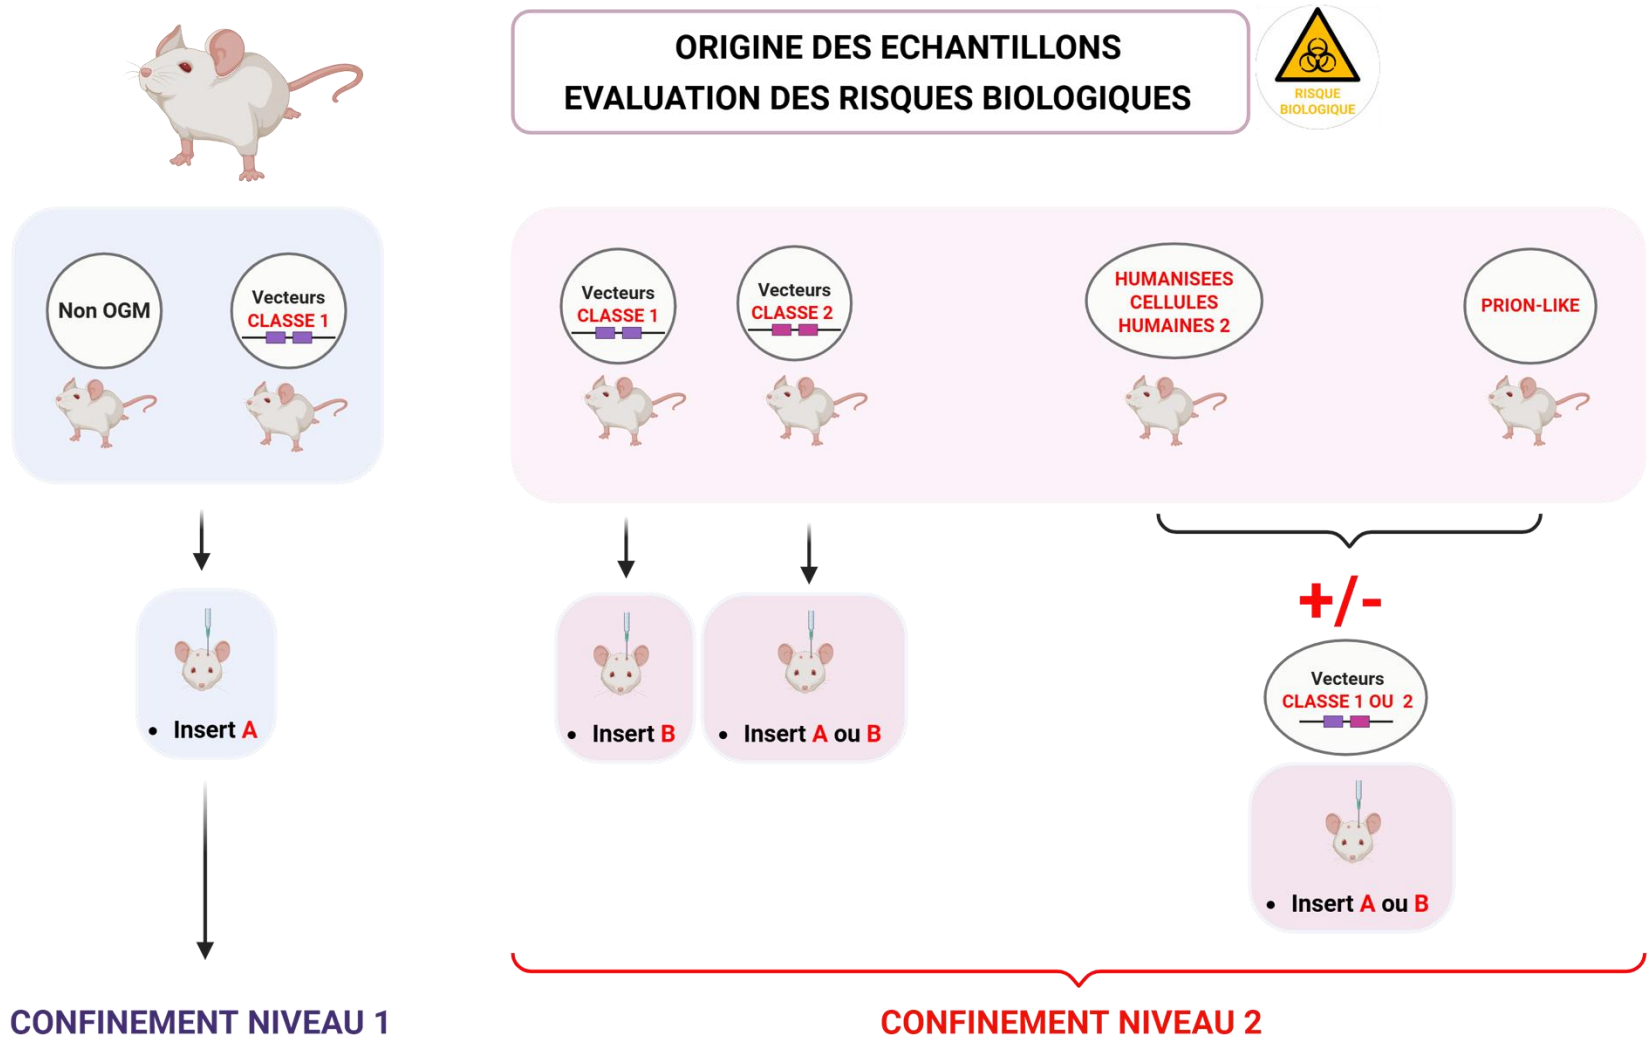 ORIGINE DES ECHANTILLONS
EVALUATION DES RISQUES BIOLOGIQUES
RISQUE
BIOLOGIQUE
Non OGM
Vecteurs
CLASSE 1
Vecteurs
CLASSE 1
Vecteurs
CLASSE 2
HUMANISEES
CELLULES
HUMAINES 2
PRION-LIKE
+/-
Vecteurs
CLASSE 1 OU 2
• Insert A
• Insert B
• Insert A ou B
• Insert A ou B
CONFINEMENT NIVEAU 1
CONFINEMENT NIVEAU 2